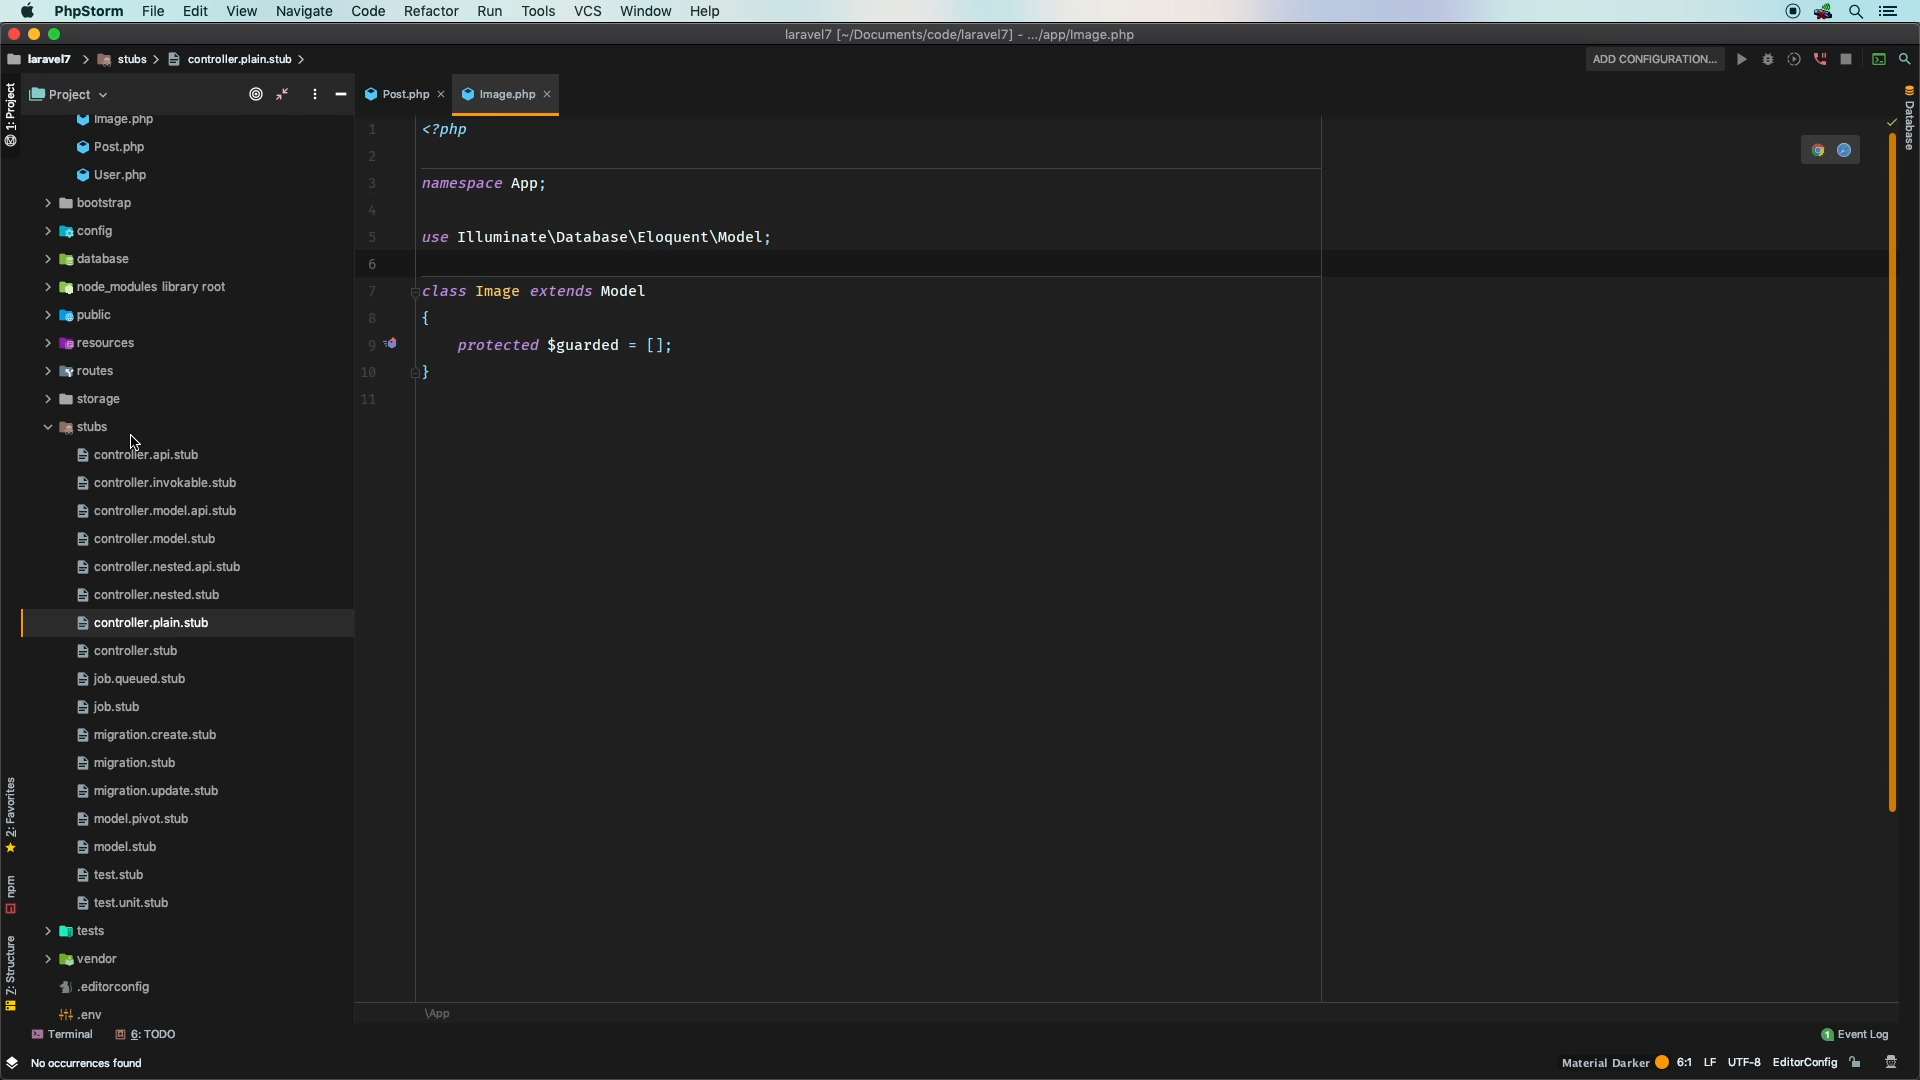 PhpStorm File Edit View Navigate Code Refactor Run Tools VCS Window Help
laravel7 [~/Documents/code/laravel7] - .../app/Image.php
laravel7 stubs controller.plain.stub
ADD CONFIGURATION...
1: Project
Project
Post.php
Image.php
Database
Image.php
Post.php
User.php
bootstrap
config
database
node_modules library root
public
resources
routes
storage
stubs
controller.api.stub
controller.invokable.stub
controller.model.api.stub
controller.model.stub
controller.nested.api.stub
controller.nested.stub
controller.plain.stub
controller.stub
job.queued.stub
job.stub
migration.create.stub
migration.stub
migration.update.stub
model.pivot.stub
model.stub
test.stub
test.unit.stub
tests
vendor
.editorconfig
.env
1 <?php
2
3 namespace App;
4
5 use Illuminate\Database\Eloquent\Model;
6
7 class Image extends Model
8 {
9 protected $guarded = [];
10 }
11
\App
2: Favorites
npm
7: Structure
Terminal 6: TODO
1 Event Log
No occurrences found
Material Darker 6:1 LF UTF-8 EditorConfig